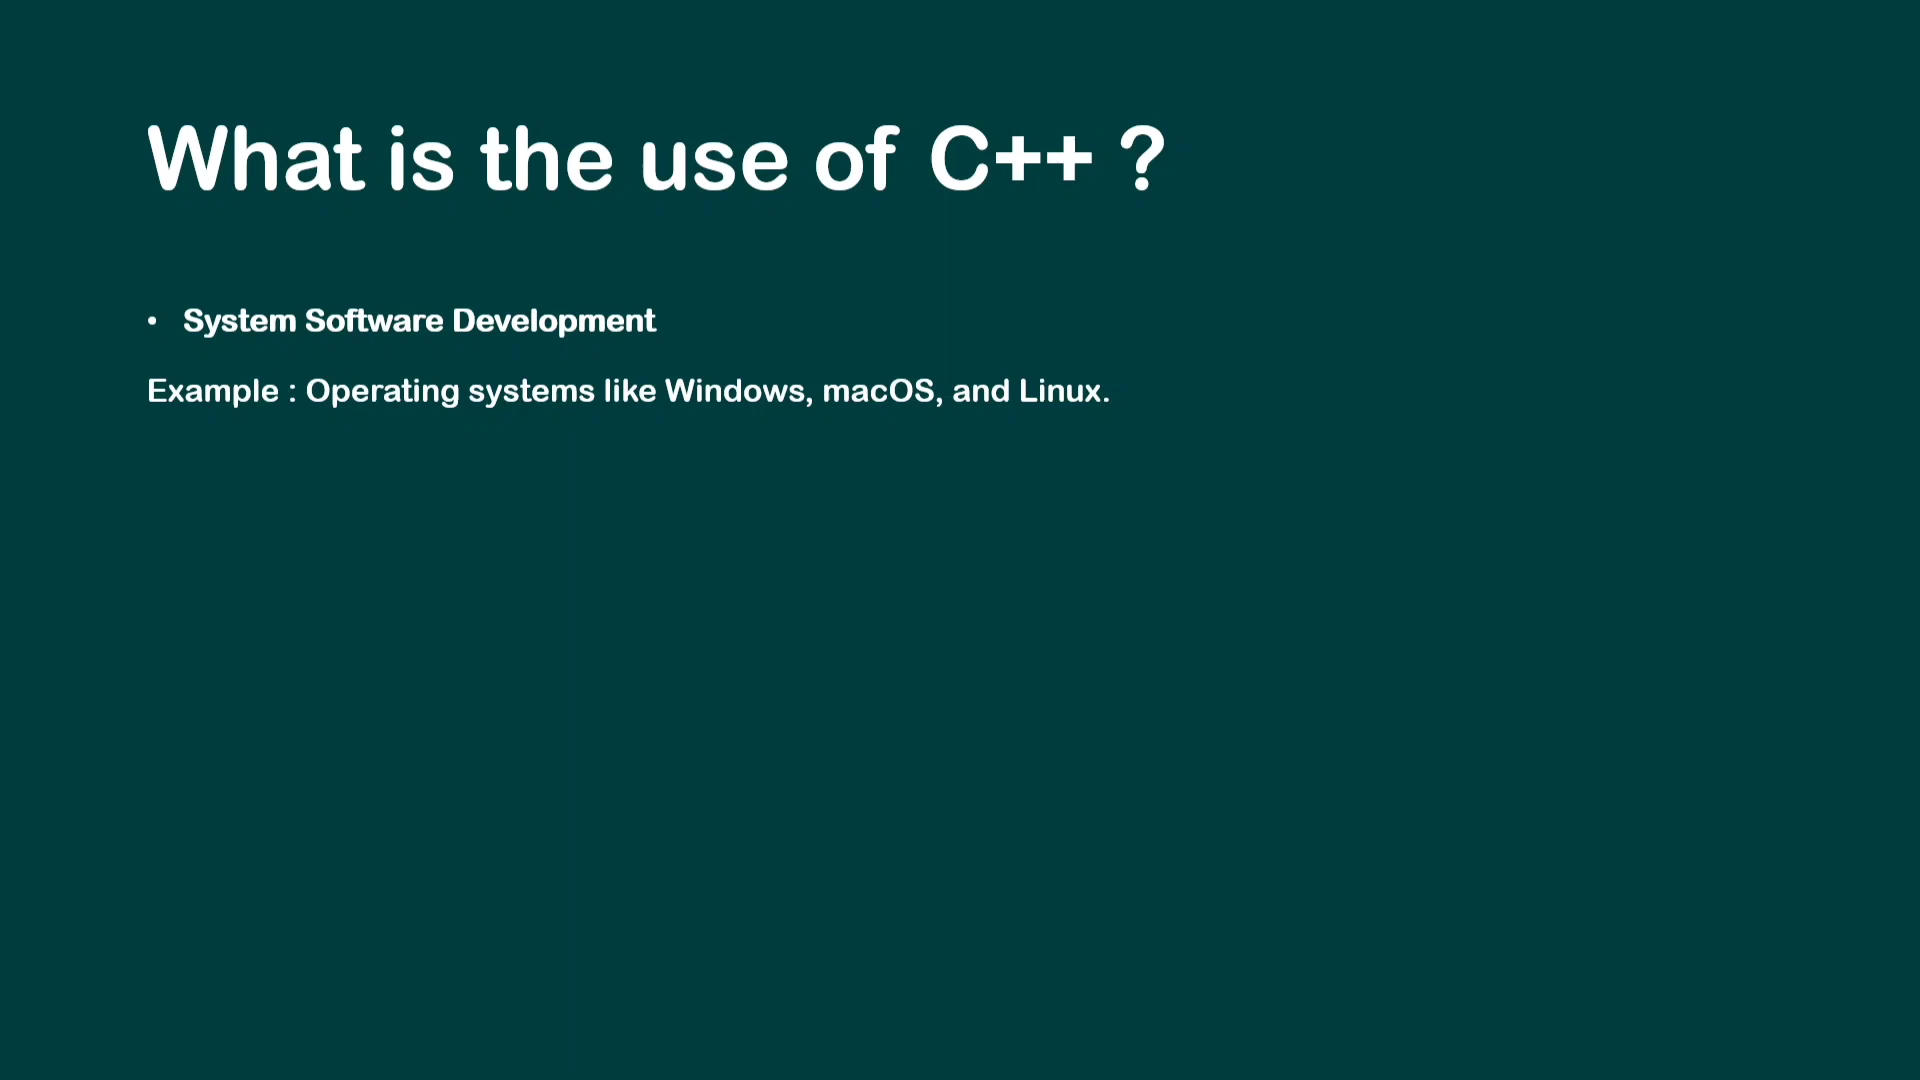 What is the use of C++ ?
• System Software Development
Example : Operating systems like Windows, macOS, and Linux.